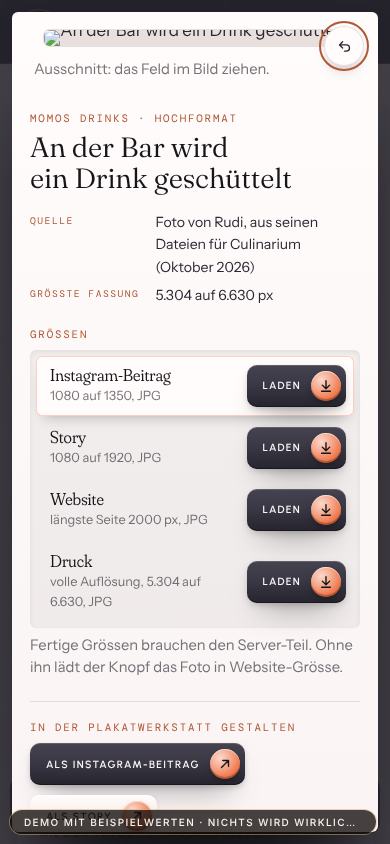 An der Bar wird ein Drink geschüttelt
Ausschnitt: das Feld im Bild ziehen.
MOMOS DRINKS · HOCHFORMAT
An der Bar wird
ein Drink geschüttelt
QUELLE
Foto von Rudi, aus seinen
Dateien für Culinarium
(Oktober 2026)
GRÖSSTE FASSUNG
5.304 auf 6.630 px
GRÖSSEN
Instagram-Beitrag
1080 auf 1350, JPG
LADEN
Story
1080 auf 1920, JPG
LADEN
Website
längste Seite 2000 px, JPG
LADEN
Druck
volle Auflösung, 5.304 auf
6.630, JPG
LADEN
Fertige Grössen brauchen den Server-Teil. Ohne
ihn lädt der Knopf das Foto in Website-Grösse.
IN DER PLAKATWERKSTATT GESTALTEN
ALS INSTAGRAM-BEITRAG
ALS STORY
DEMO MIT BEISPIELWERTEN · NICHTS WIRD WIRKLIC...